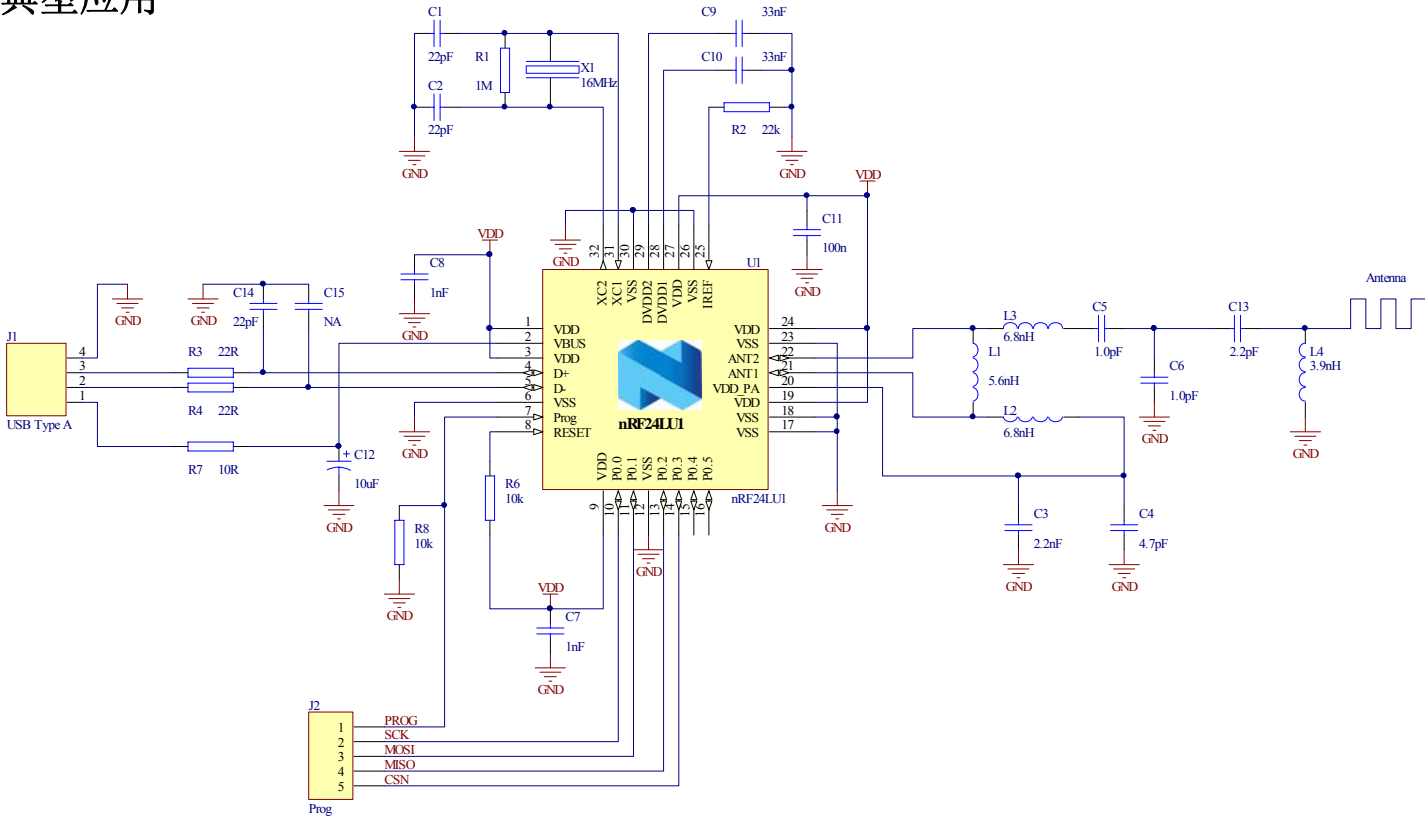 典型应用
C1
22pF
R1
1M
X1
16MHz
C2
22pF
GND
C9
33nF
C10
33nF
R2
22k
GND
VDD
C11
100n
GND
GND
VDD
C8
1nF
GND
U1
32
31
30
29
28
27
26
25
XC2
XC1
VSS
DVDD2
DVDD1
VDD
VSS
IREF
1
2
3
4
5
6
7
8
VDD
VBUS
VDD
D+
D-
VSS
Prog
RESET
nRF24LU1
VDD
VSS
ANT2
ANT1
VDD_PA
VDD
VSS
VSS
24
23
22
21
20
19
18
17
VDD
P0.0
P0.1
VSS
P0.2
P0.3
P0.4
P0.5
9
10
11
12
13
14
15
16
nRF24LU1
J1
4
3
2
1
USB Type A
GND
GND
C14
22pF
C15
NA
R3 22R
R4 22R
R7 10R
C12
+
10uF
GND
GND
R8
10k
GND
R6
10k
VDD
C7
1nF
GND
GND
GND
L3
6.8nH
L1
5.6nH
L2
6.8nH
C5
1.0pF
C6
1.0pF
GND
C13
2.2pF
L4
3.9nH
GND
Antenna
C3
2.2nF
GND
C4
4.7pF
GND
J2
1
2
3
4
5
Prog
PROG
SCK
MOSI
MISO
CSN